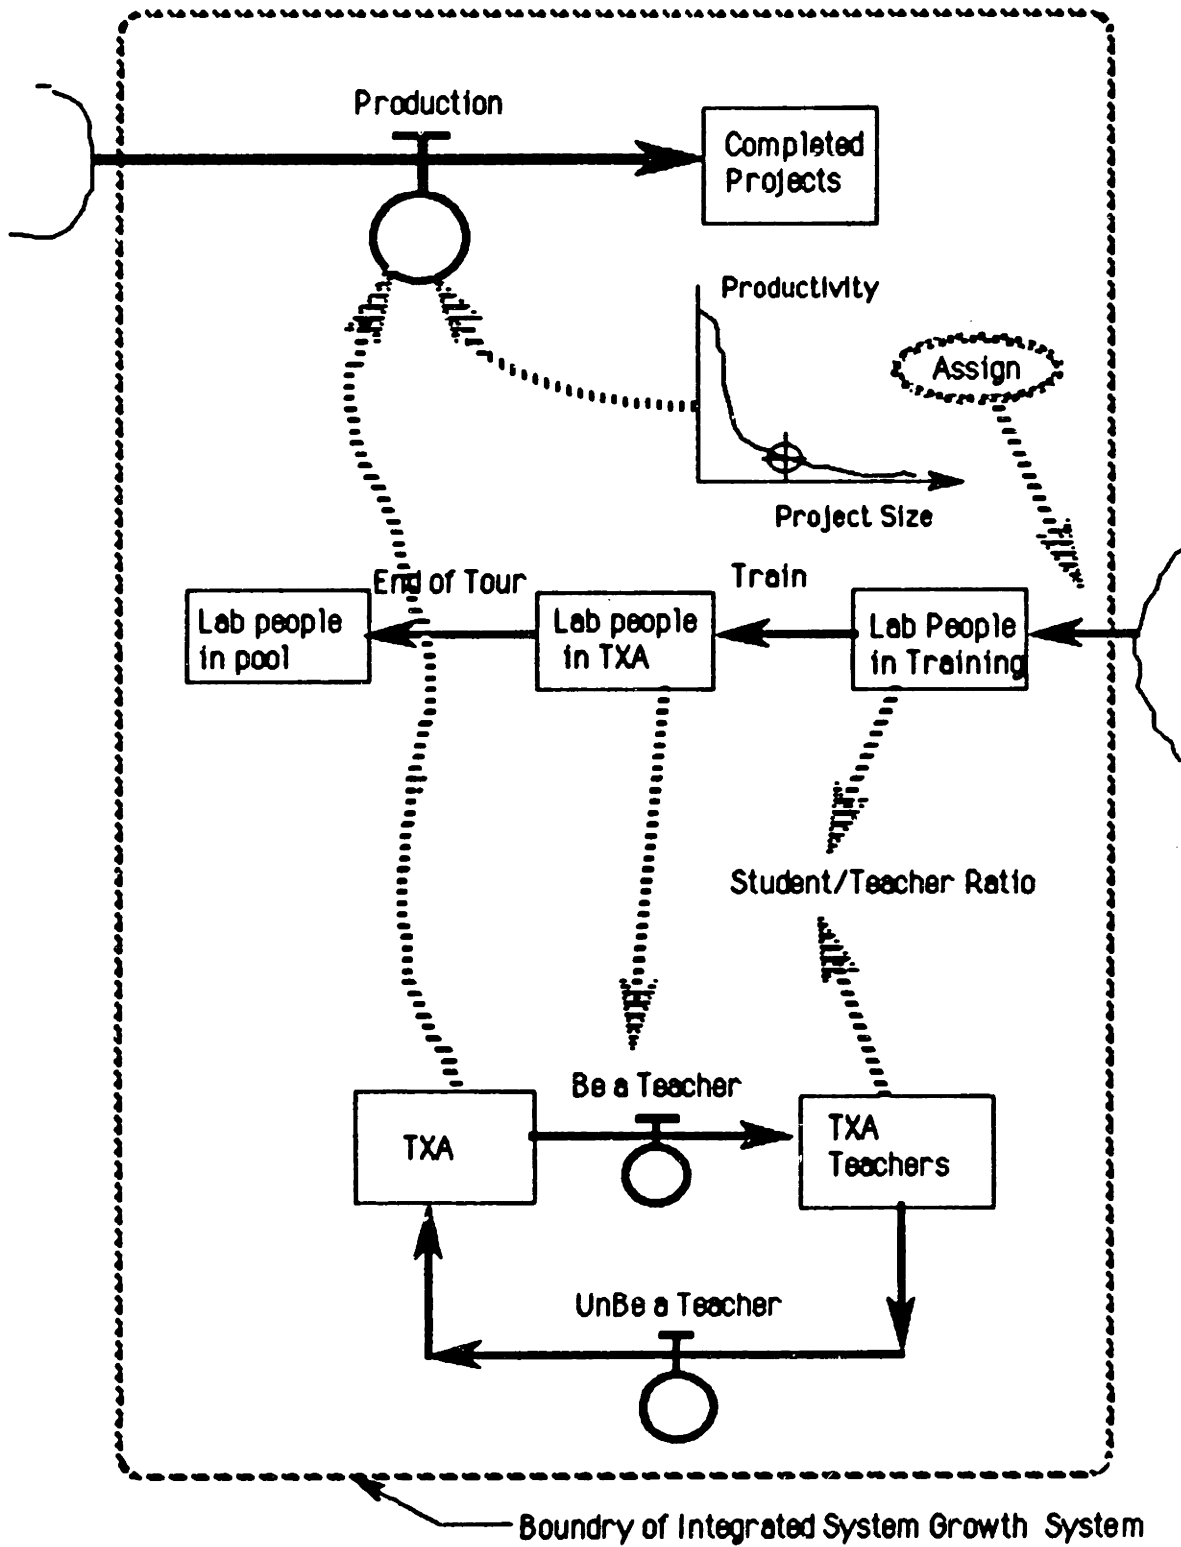 Production
Completed
Projects
Productivity
Assign
Project Size
End of Tour
Train
Lab people
in pool
Lab people
in TXA
Lab People
in Training
Student/Teacher Ratio
Be a Teacher
TXA
TXA
Teachers
UnBe a Teacher
Boundry of Integrated System Growth System